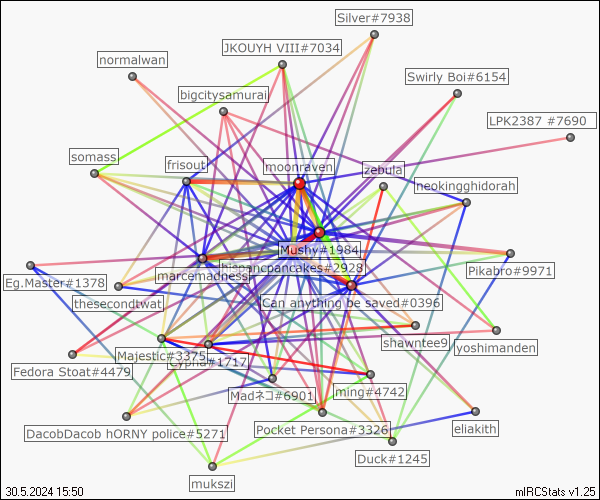 Silver#7938
JKOUYH VIII#7034
normalwan
Swirly Boi#6154
bigcitysamurai
LPK2387 #7690
somass
frisout
moonraven
zebula
neokingghidorah
Mushy#1984
hispancpancakes#2928
Pikabro#9971
marcemadness
Eg.Master#1378
thesecondtwat
Can anything be saved#0396
shawntee9
yoshimanden
Majestic#3375
Cypha#1717
Fedora Stoat#4479
Madネコ#6901
ming#4742
DacobDacob hORNY police#5271
Pocket Persona#3326
eliakith
Duck#1245
mukszi
30.5.2024 15:50
mIRCStats v1.25